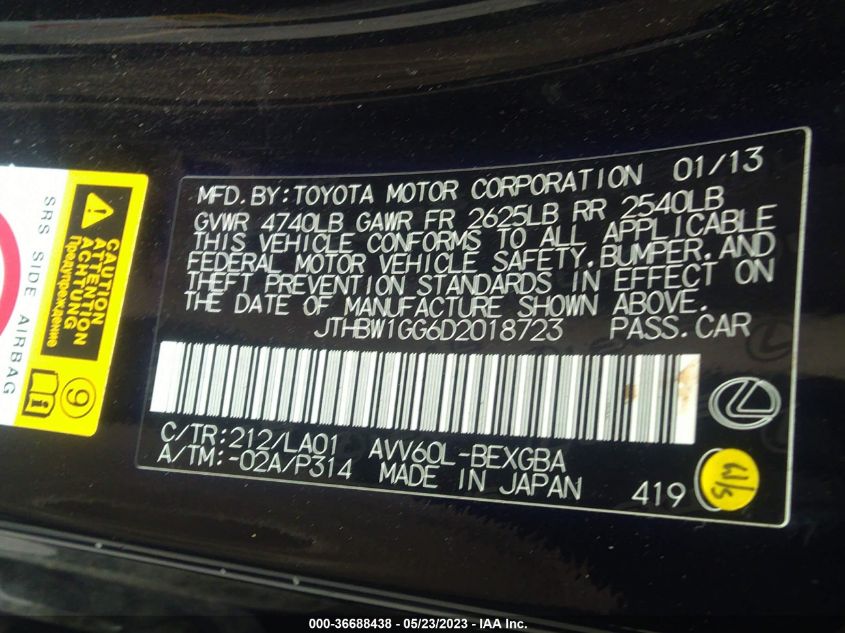 SRS SIDE AIRBAG
CAUTION
ATTENTION
ACHTUNG
Предупреждение
9
MFD. BY: TOYOTA MOTOR CORPORATION 01/13
GVWR 4740LB GAWR FR 2625LB RR 2540LB
THIS VEHICLE CONFORMS TO ALL APPLICABLE
FEDERAL MOTOR VEHICLE SAFETY, BUMPER, AND
THEFT PREVENTION STANDARDS IN EFFECT ON
THE DATE OF MANUFACTURE SHOWN ABOVE.
JTHBW1GG6D2018723 PASS. CAR
C/TR: 212/LA01 AVV60L-BEXGBA
A/TM: -02A/P314 MADE IN JAPAN
419 W/S
000-36688438 - 05/23/2023 - IAA Inc.